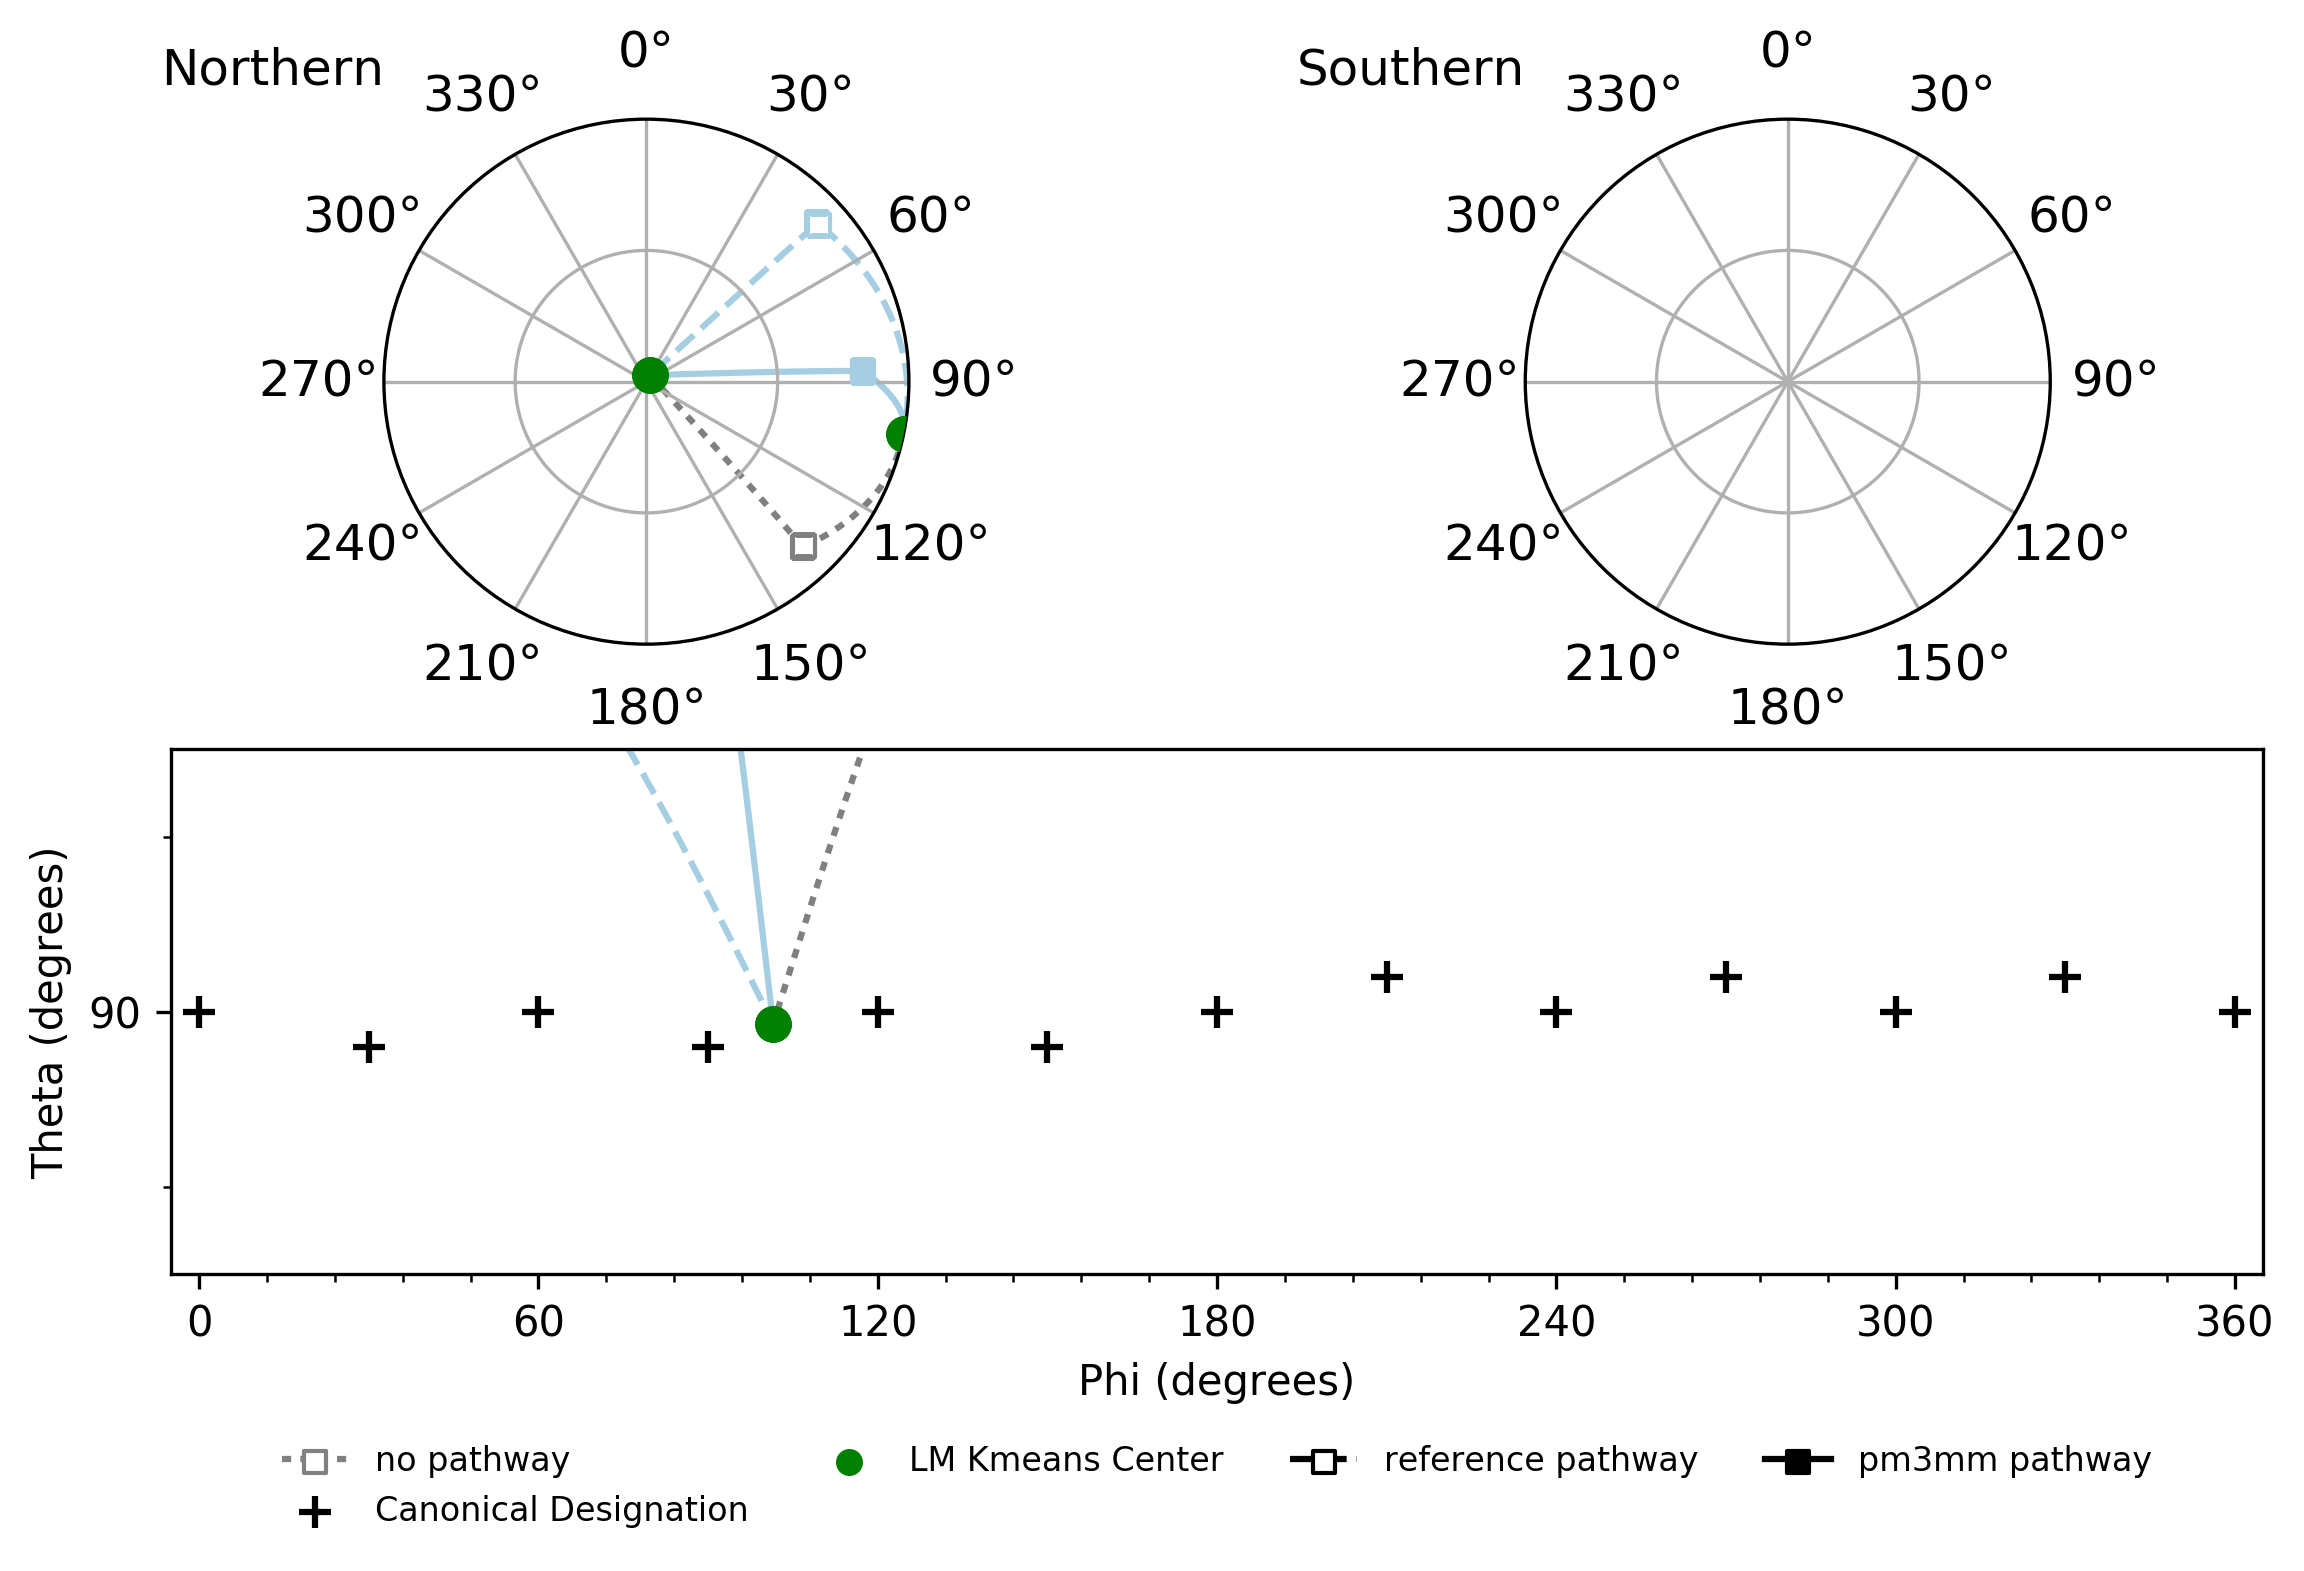 Northern
0°
30°
60°
90°
120°
150°
180°
210°
240°
270°
300°
330°
Southern
0°
30°
60°
90°
120°
150°
180°
210°
240°
270°
300°
330°
Theta (degrees)
90
0 60 120 180 240 300 360
Phi (degrees)
no pathway
Canonical Designation
LM Kmeans Center
reference pathway
pm3mm pathway